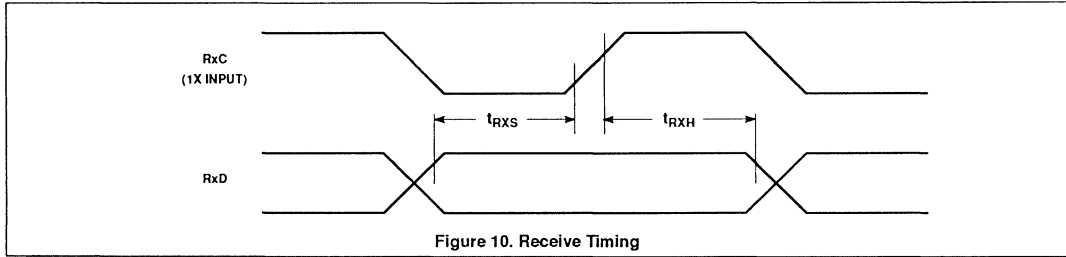 RxC
(1X INPUT)
tRXS
tRXH
RxD
Figure 10. Receive Timing